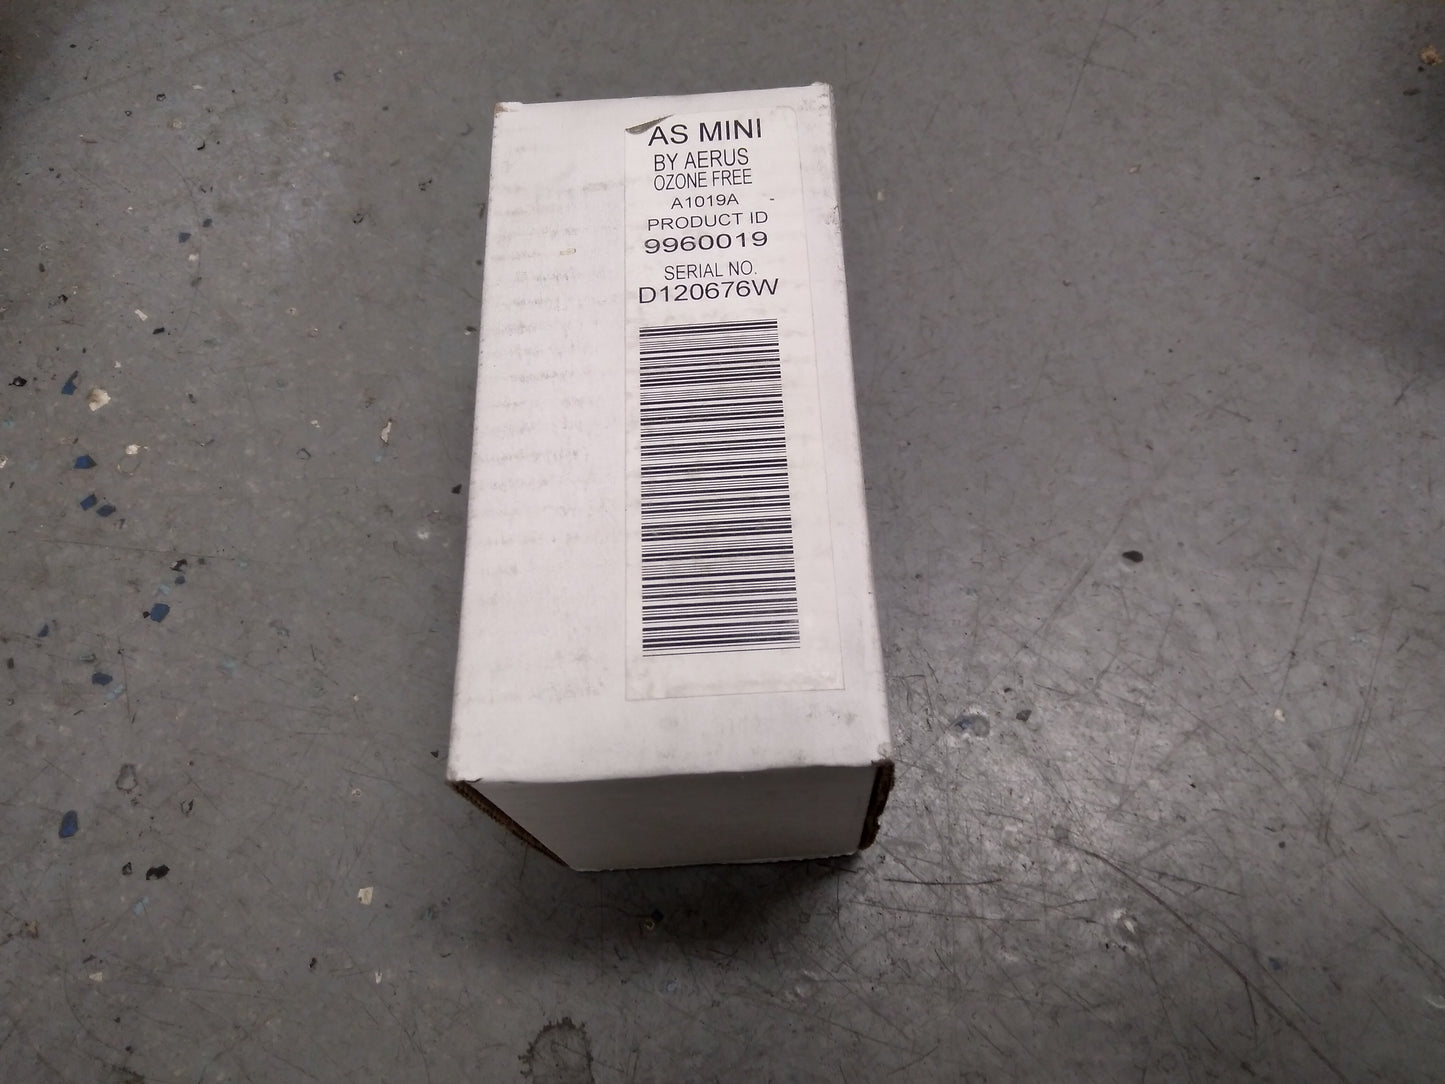 AS MINI
BY AERUS
OZONE FREE
A1019A
PRODUCT ID
9960019
SERIAL NO.
D120676W